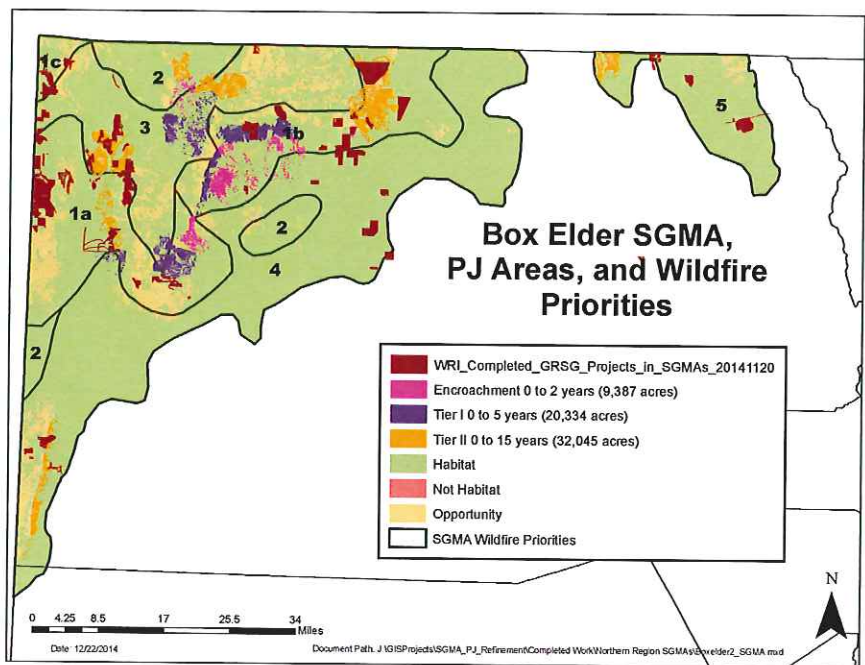 1c
2
3
1b
5
1a
2
4
2
Box Elder SGMA,
PJ Areas, and Wildfire
Priorities
WRI_Completed_GRSG_Projects_in_SGMAs_20141120
Encroachment 0 to 2 years (9,387 acres)
Tier I 0 to 5 years (20,334 acres)
Tier II 0 to 15 years (32,045 acres)
Habitat
Not Habitat
Opportunity
SGMA Wildfire Priorities
N
0 4.25 8.5 17 25.5 34
Miles
Date: 12/22/2014
Document Path: J:\GISProjects\SGMA_PJ_Refinement\Completed Work\Northern Region SGMAs\Boxelder2_SGMA.mxd